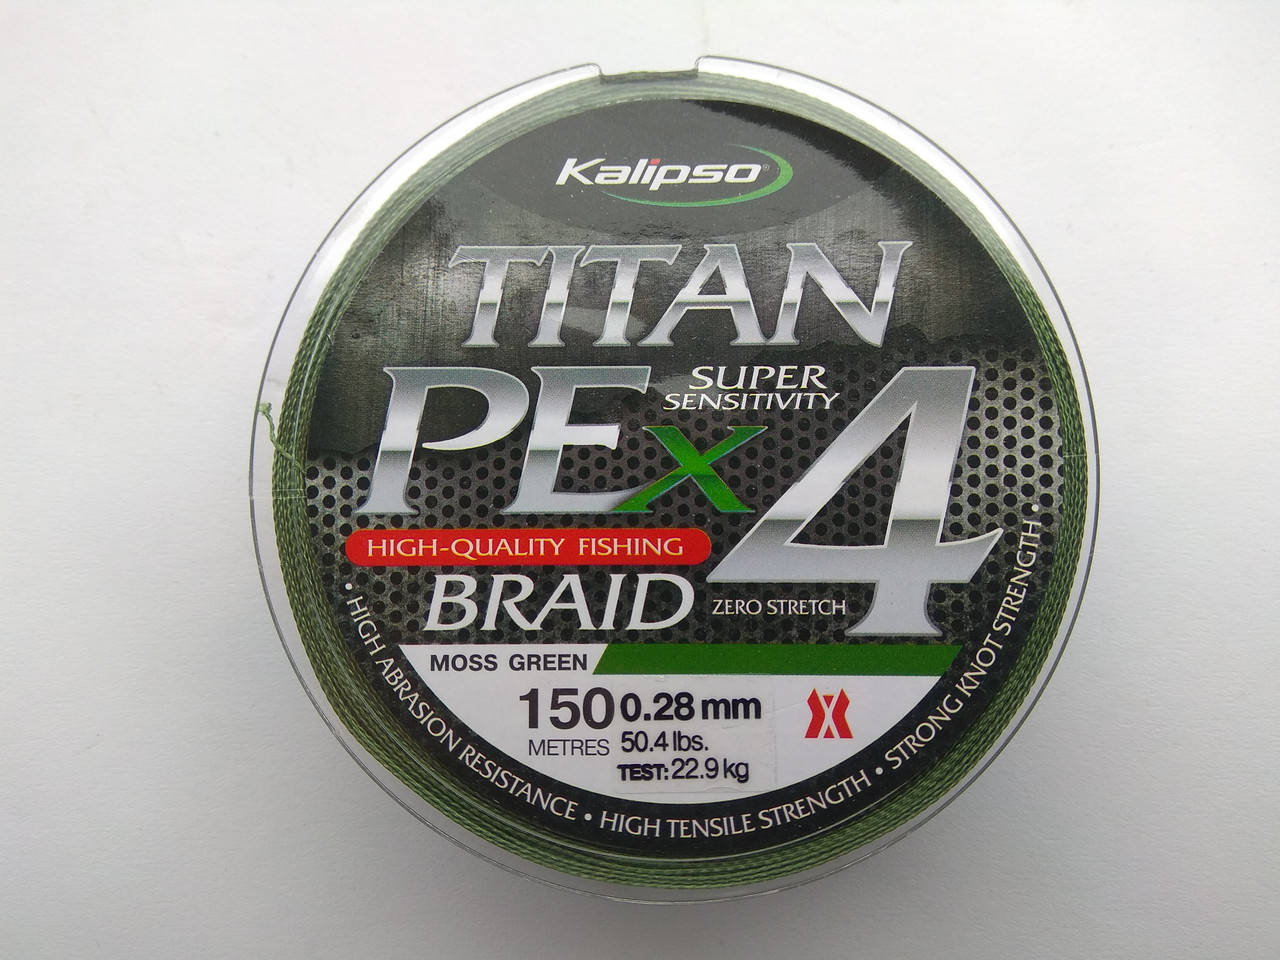 Kalipso®
TITAN
PEx4
SUPER
SENSITIVITY
HIGH-QUALITY FISHING
BRAID
ZERO STRETCH
MOSS GREEN
150
METRES
0.28 mm
50.4 lbs.
TEST: 22.9 kg
• HIGH ABRASION RESISTANCE • HIGH TENSILE STRENGTH • STRONG KNOT STRENGTH •